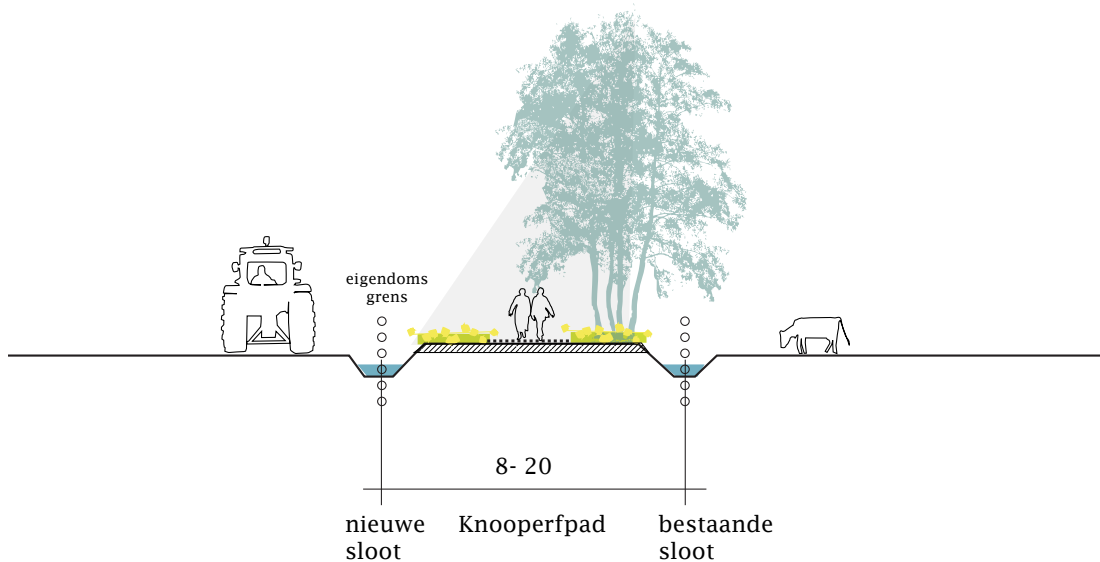 eigendoms
grens
8- 20
nieuwe
sloot
Knooperfpad
bestaande
sloot